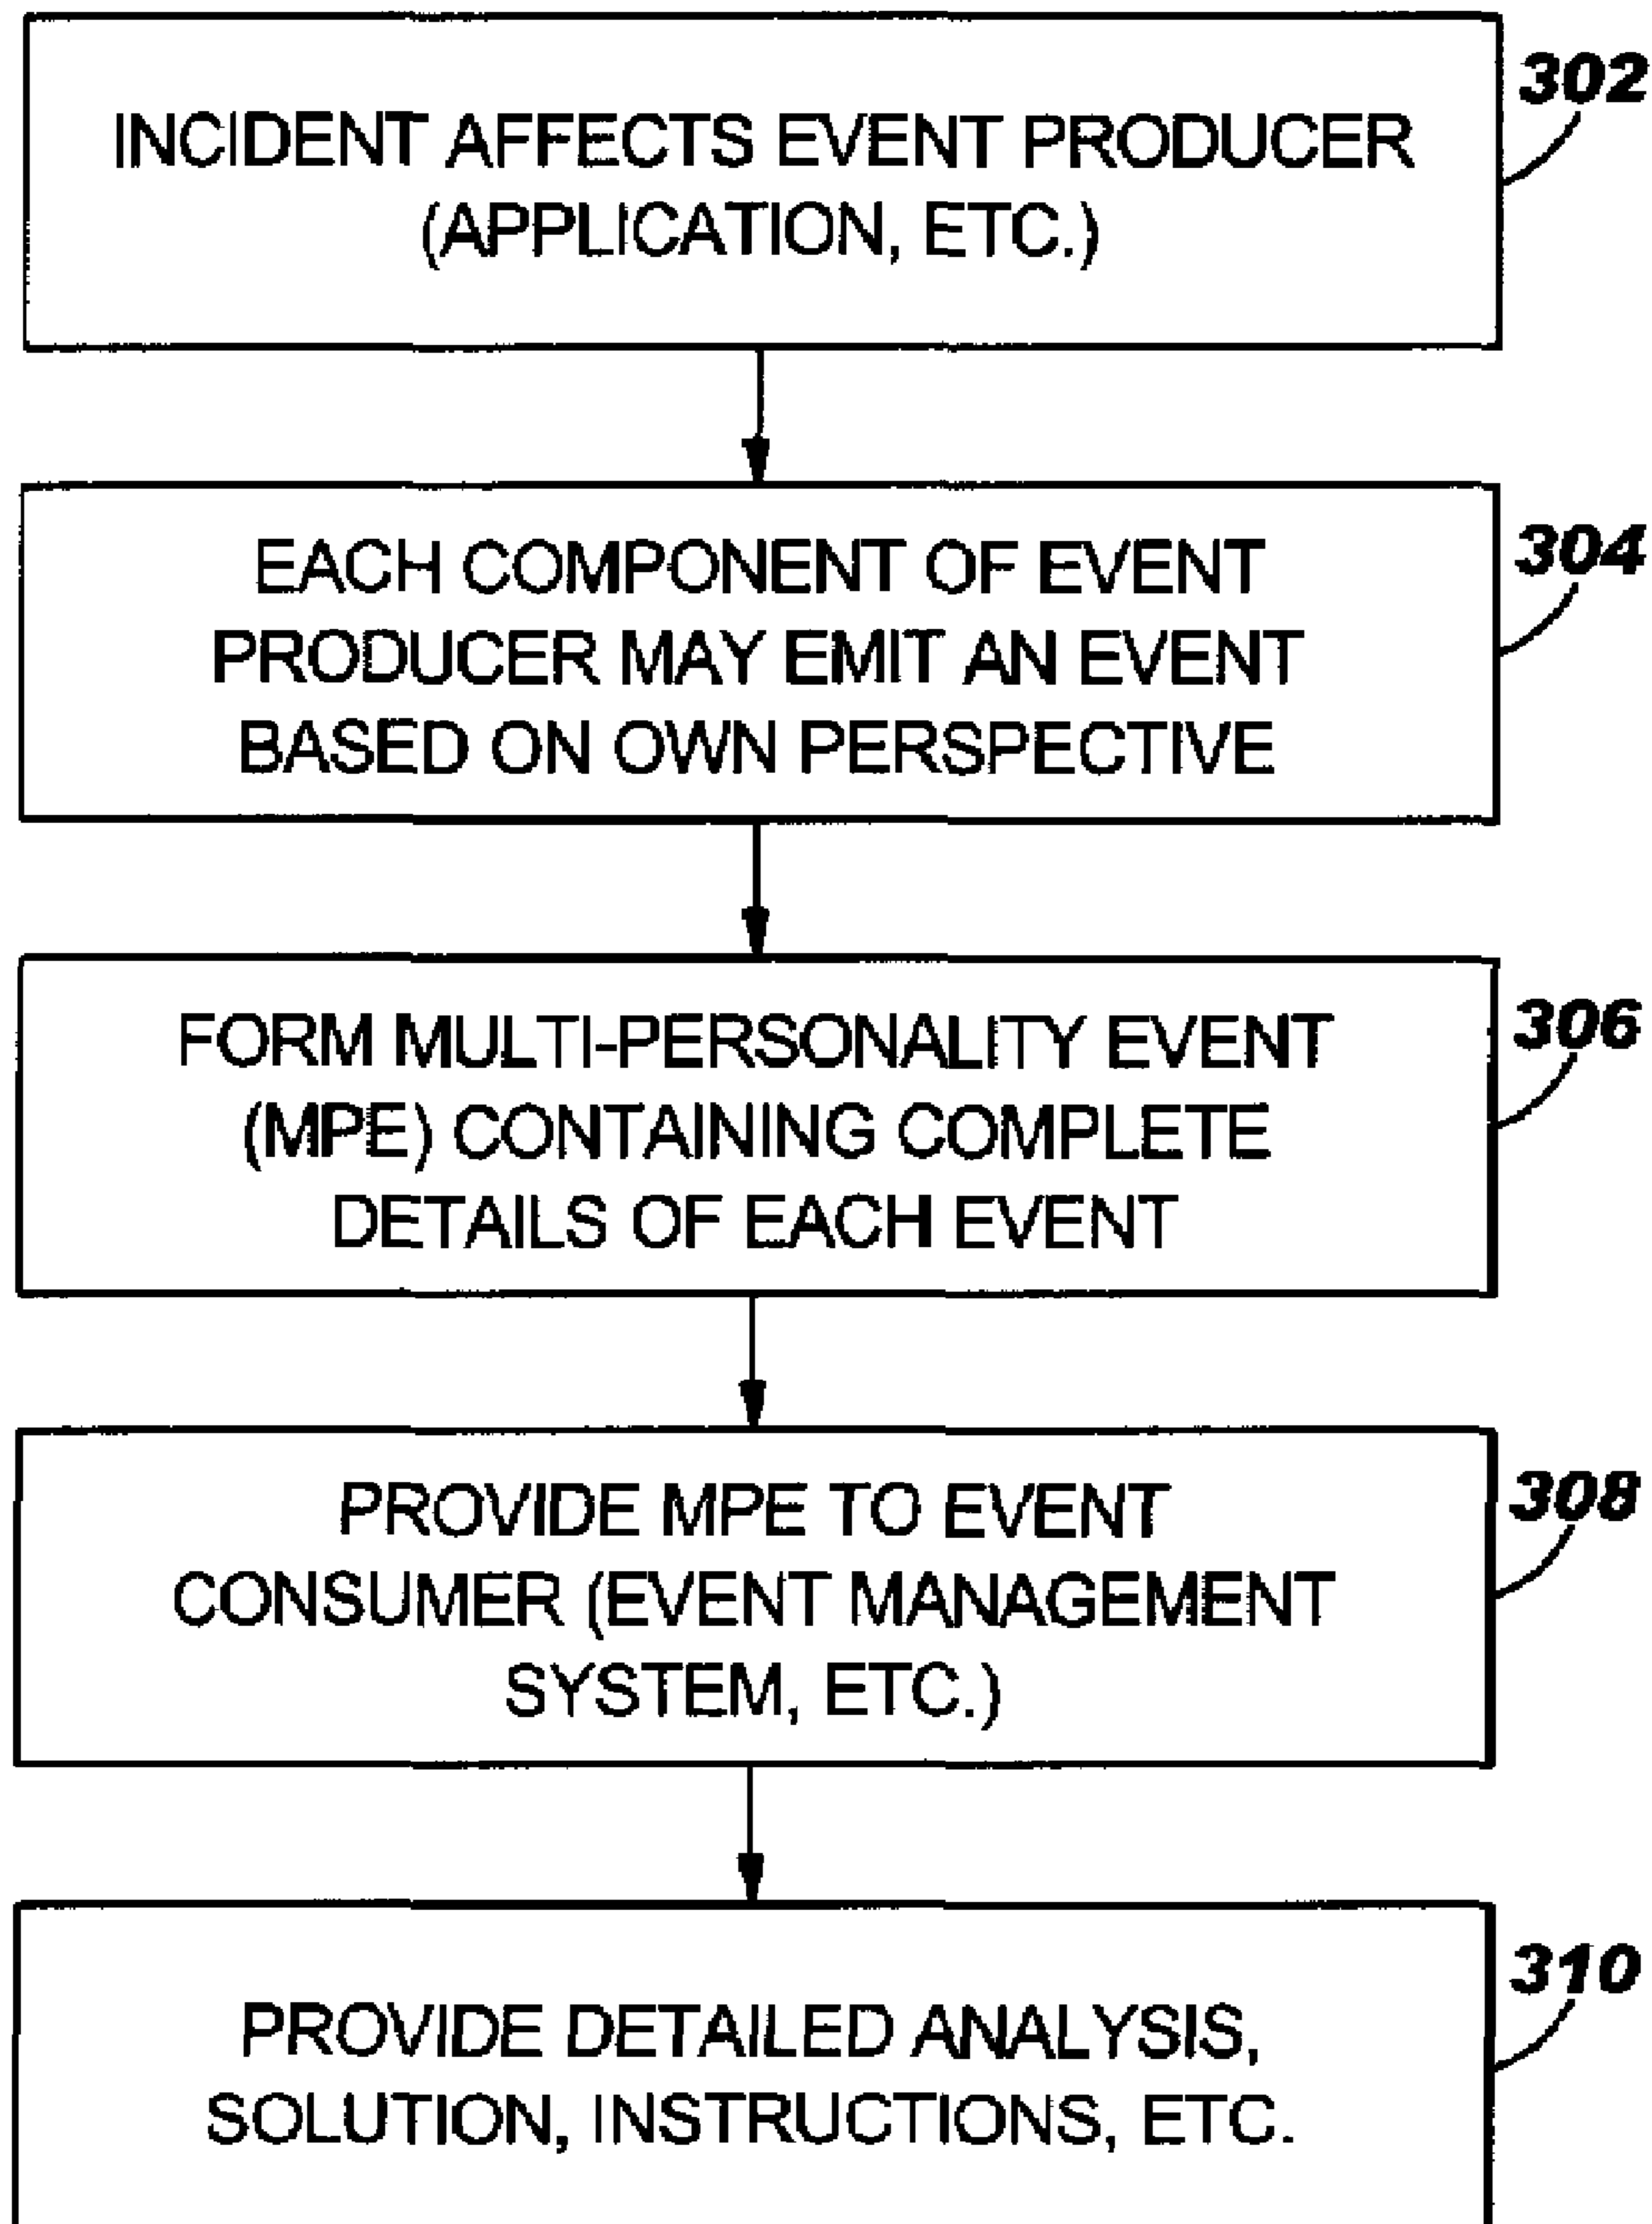 302
INCIDENT AFFECTS EVENT PRODUCER
(APPLICATION, ETC.)
304
EACH COMPONENT OF EVENT
PRODUCER MAY EMIT AN EVENT
BASED ON OWN PERSPECTIVE
306
FORM MULTI-PERSONALITY EVENT
(MPE) CONTAINING COMPLETE
DETAILS OF EACH EVENT
308
PROVIDE MPE TO EVENT
CONSUMER (EVENT MANAGEMENT
SYSTEM, ETC.)
310
PROVIDE DETAILED ANALYSIS,
SOLUTION, INSTRUCTIONS, ETC.